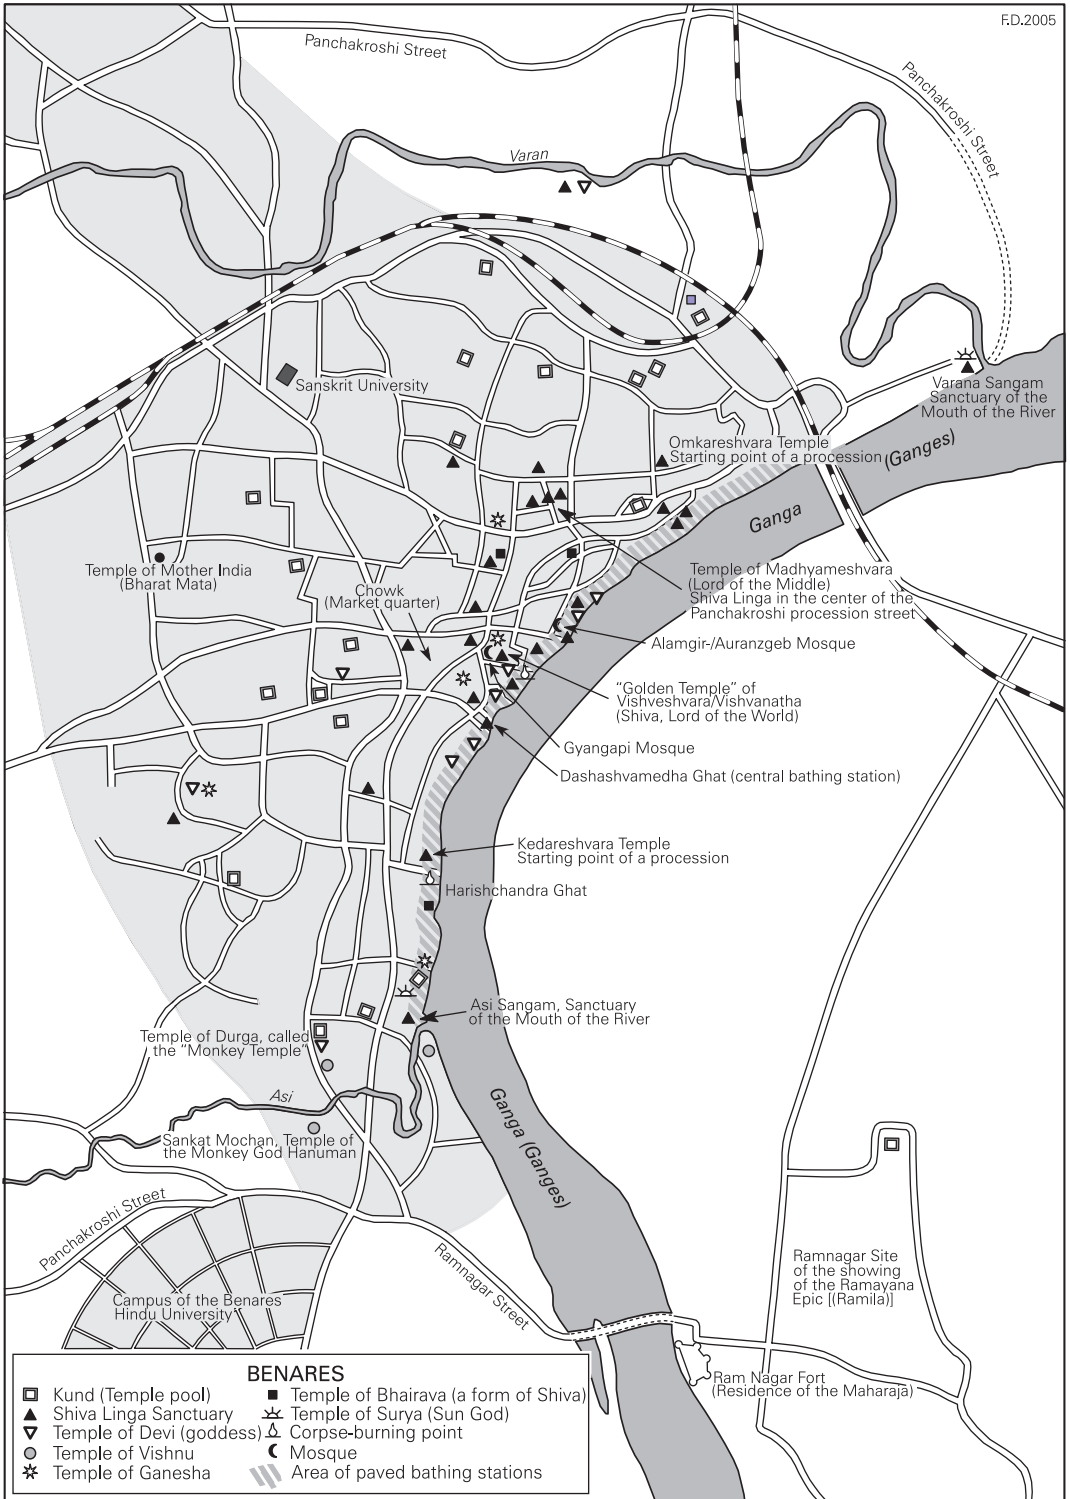 F.D.2005
Panchakroshi Street
Panchakroshi Street
Varan
Sanskrit University
Varana Sangam
Sanctuary of the
Mouth of the River
Omkareshvara Temple
Starting point of a procession
(Ganges)
Ganga
Temple of Mother India
(Bharat Mata)
Chowk
(Market quarter)
Temple of Madhyameshvara
(Lord of the Middle)
Shiva Linga in the center of the
Panchakroshi procession street
Alamgir-/Auranzgeb Mosque
"Golden Temple" of
Vishveshvara/Vishvanatha
(Shiva, Lord of the World)
Gyangapi Mosque
Dashashvamedha Ghat (central bathing station)
Kedareshvara Temple
Starting point of a procession
Harishchandra Ghat
Asi Sangam, Sanctuary
of the Mouth of the River
Temple of Durga, called
the "Monkey Temple"
Asi
Sankat Mochan, Temple of
the Monkey God Hanuman
Ganga (Ganges)
Panchakroshi Street
Ramnagar Street
Campus of the Benares
Hindu University
Ramnagar Site
of the showing
of the Ramayana
Epic [(Ramila)]
Ram Nagar Fort
(Residence of the Maharaja)
BENARES
Kund (Temple pool)
Shiva Linga Sanctuary
Temple of Devi (goddess)
Temple of Vishnu
Temple of Ganesha
Temple of Bhairava (a form of Shiva)
Temple of Surya (Sun God)
Corpse-burning point
Mosque
Area of paved bathing stations